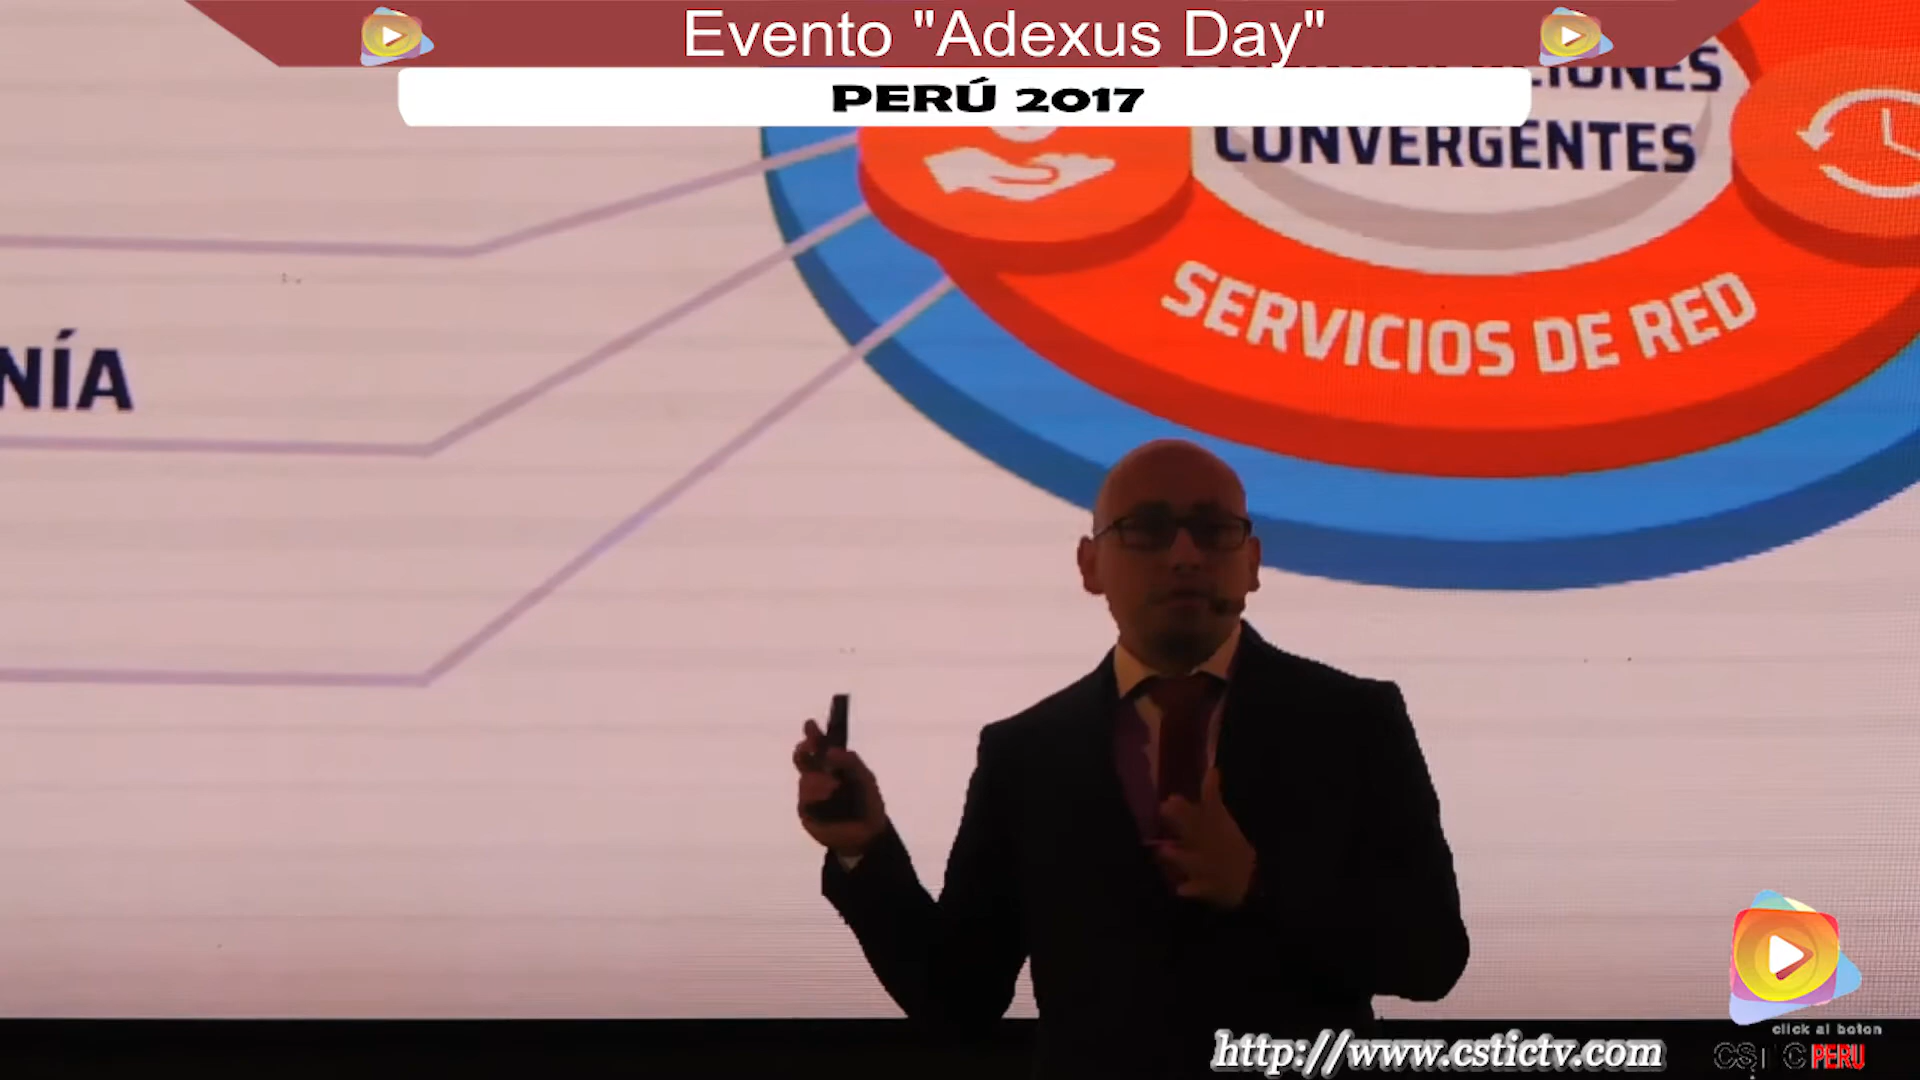 Evento "Adexus Day"
PERÚ 2017
CONVERGENTES
SERVICIOS DE RED
NÍA
click al boton
http://www.cstictv.com
PERU